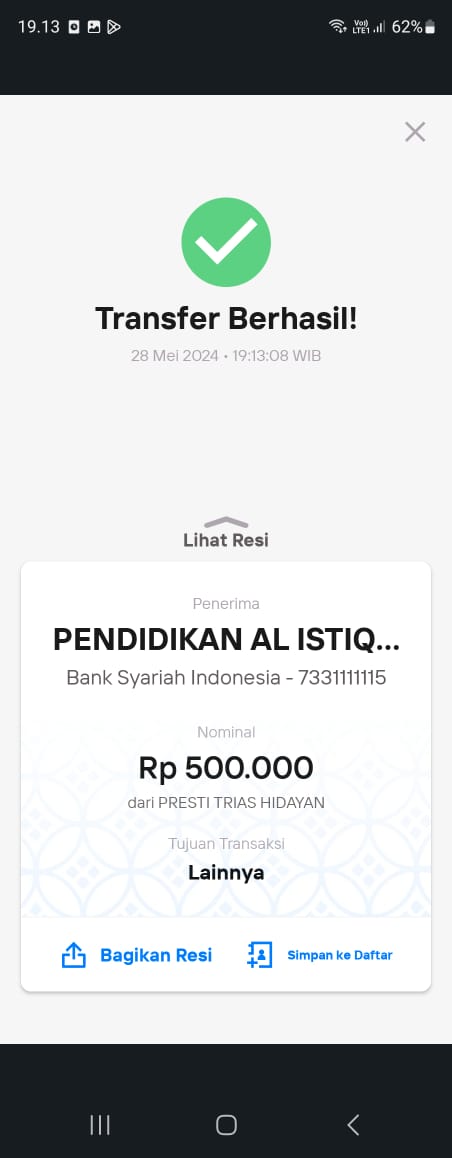 19.13
Vo)) LTE1 62%
Transfer Berhasil!
28 Mei 2024 • 19:13:08 WIB
Lihat Resi
Penerima
PENDIDIKAN AL ISTIQ...
Bank Syariah Indonesia - 7331111115
Nominal
Rp 500.000
dari PRESTI TRIAS HIDAYAN
Tujuan Transaksi
Lainnya
Bagikan Resi
Simpan ke Daftar